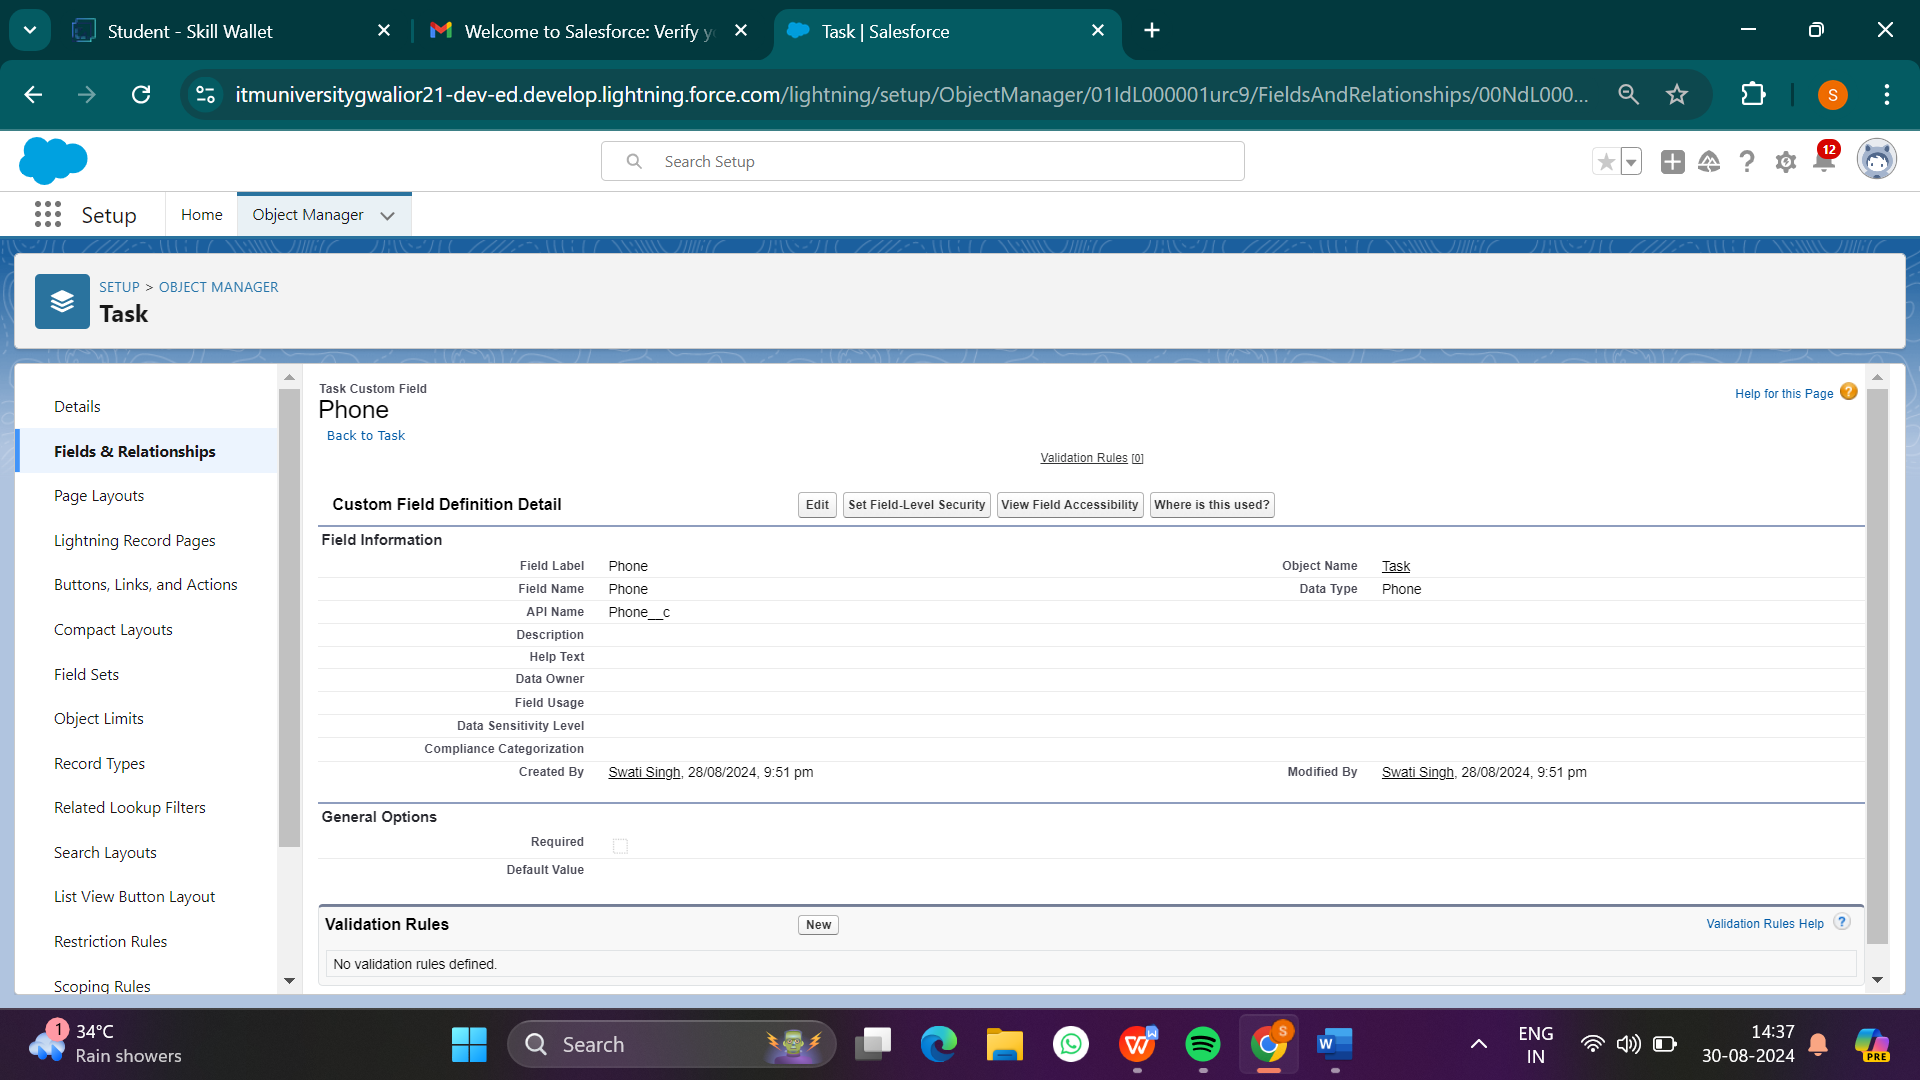 Student - Skill Wallet
Welcome to Salesforce: Verify yo
Task | Salesforce
itmuniversitygwalior21-dev-ed.develop.lightning.force.com/lightning/setup/ObjectManager/01IdL000001urc9/FieldsAndRelationships/00NdL000...
S
Search Setup
12
Setup
Home
Object Manager
SETUP > OBJECT MANAGER
Task
Details
Fields & Relationships
Page Layouts
Lightning Record Pages
Buttons, Links, and Actions
Compact Layouts
Field Sets
Object Limits
Record Types
Related Lookup Filters
Search Layouts
List View Button Layout
Restriction Rules
Scoping Rules
Task Custom Field
Phone
Back to Task
Help for this Page ?
Validation Rules [0]
Custom Field Definition Detail
Edit
Set Field-Level Security
View Field Accessibility
Where is this used?
Field Information
Field Label Phone Object Name Task
Field Name Phone Data Type Phone
API Name Phone__c
Description
Help Text
Data Owner
Field Usage
Data Sensitivity Level
Compliance Categorization
Created By Swati Singh, 28/08/2024, 9:51 pm Modified By Swati Singh, 28/08/2024, 9:51 pm
General Options
Required
Default Value
Validation Rules
New
Validation Rules Help ?
No validation rules defined.
1
34°C
Rain showers
Search
S
W
ENG
IN
14:37
30-08-2024
PRE